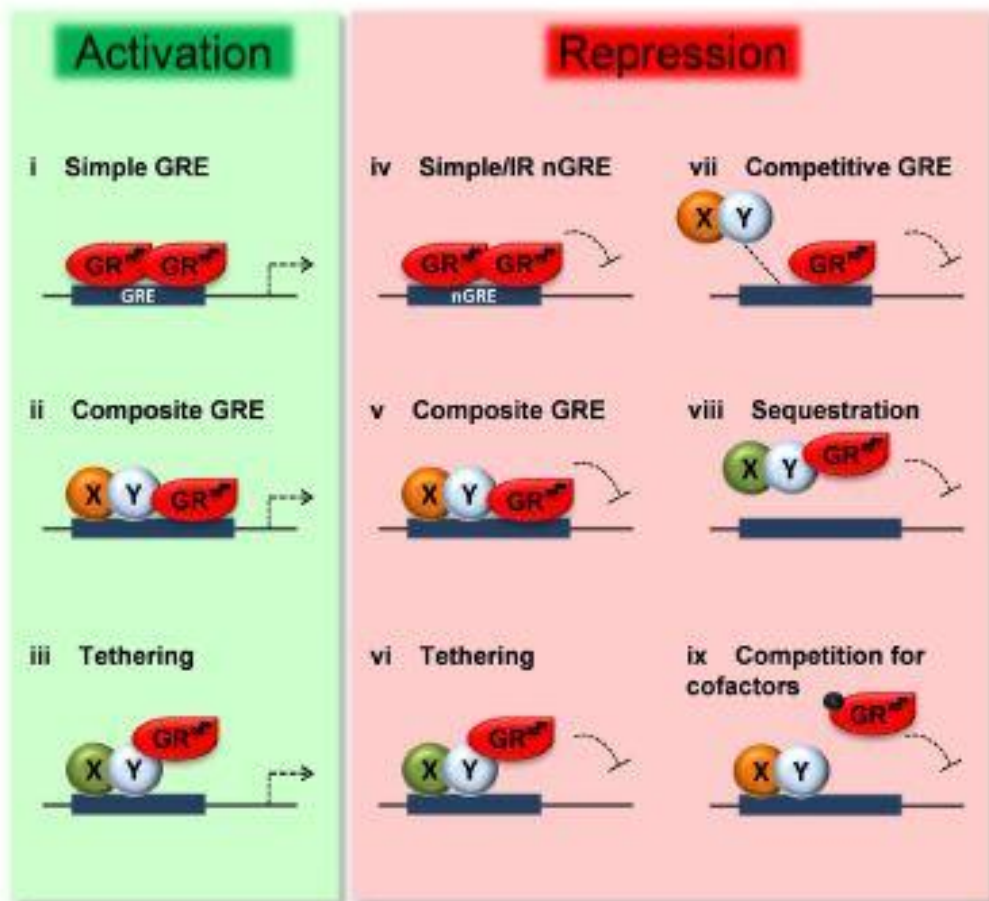 Activation
Repression
i Simple GRE
GR GR
GRE
ii Composite GRE
X Y GR
iii Tethering
GR
X Y
iv Simple/IR nGRE
GR GR
nGRE
v Composite GRE
X Y GR
vi Tethering
GR
X Y
vii Competitive GRE
X Y
GR
viii Sequestration
X Y GR
ix Competition for
cofactors
GR
X Y